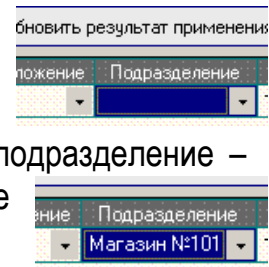 бновить результат применения
ложение Подразделение
подразделение –
е
ение Подразделение
Магазин №101